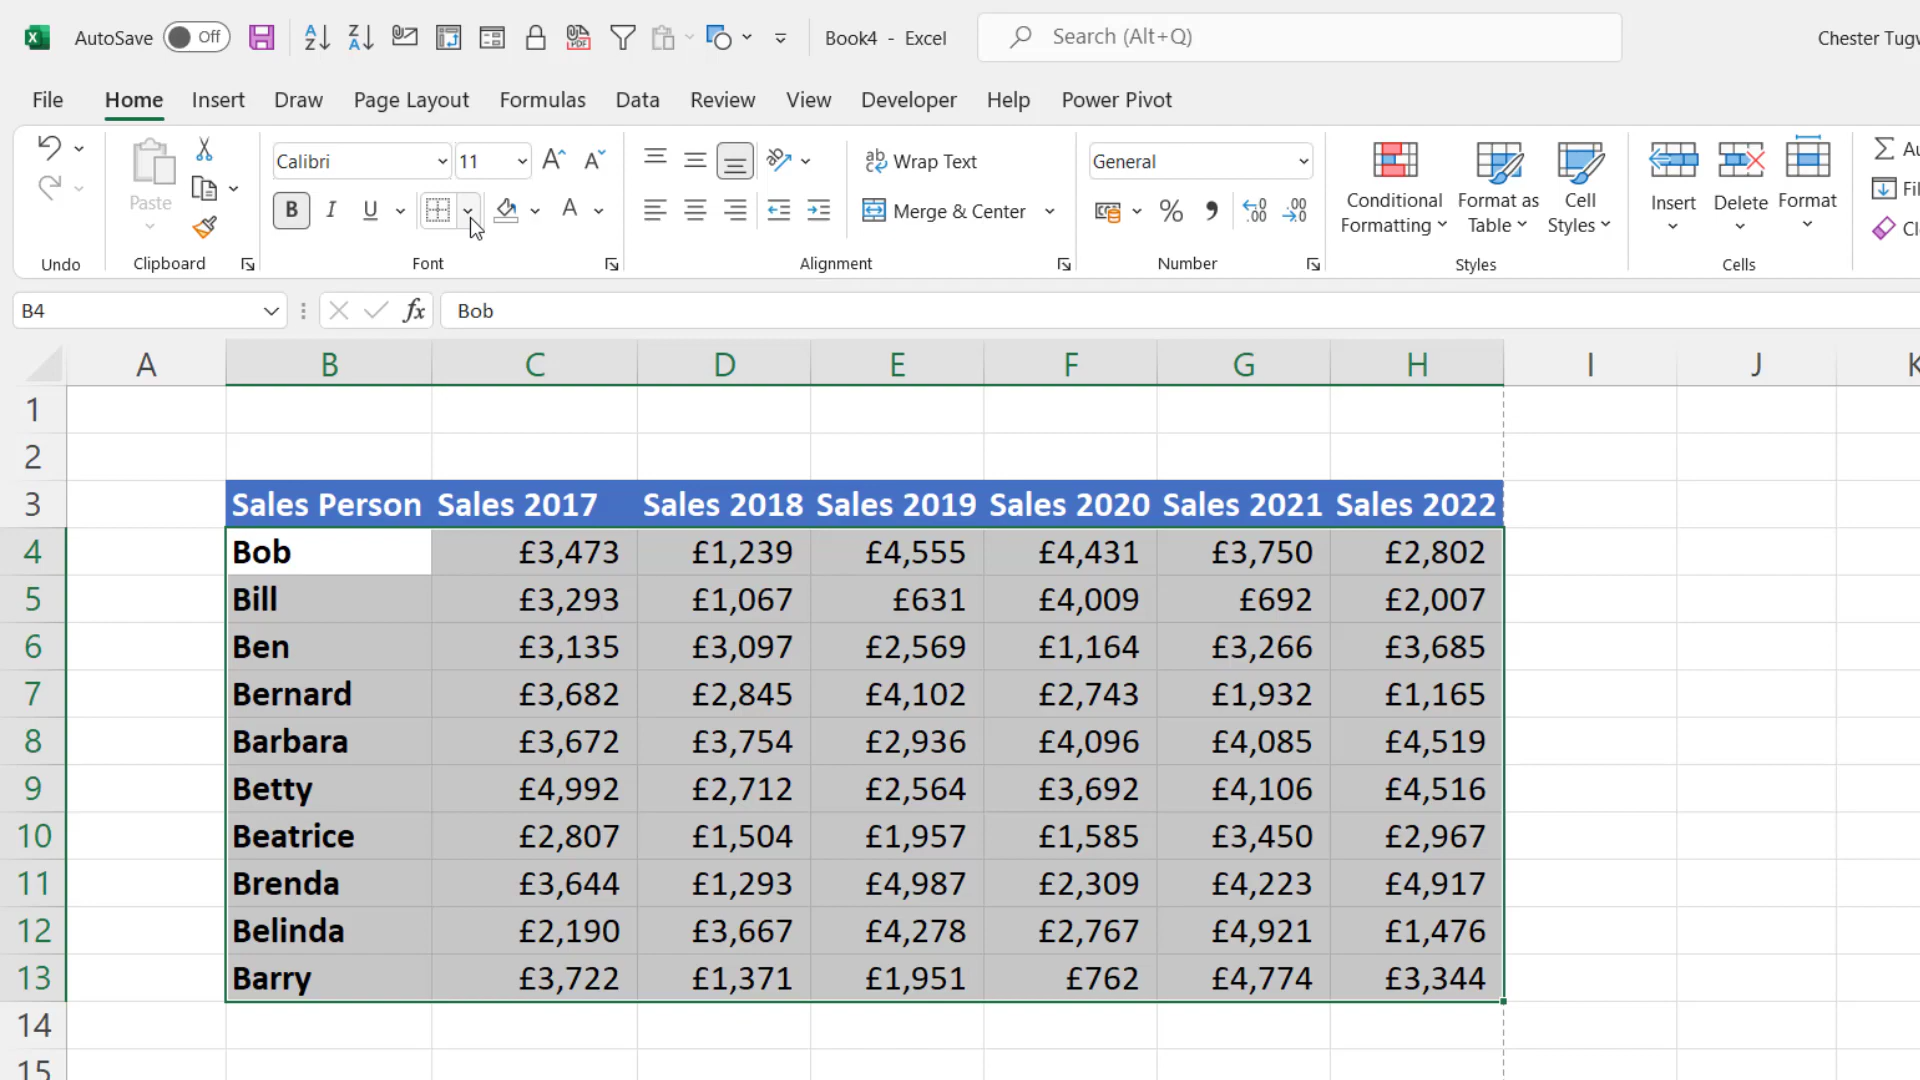 AutoSave Off Book4 - Excel Search (Alt+Q)
File Home Insert Draw Page Layout Formulas Data Review View Developer Help Power Pivot
Paste Calibri 11 Wrap Text General Conditional Formatting Format as Table Cell Styles Insert Delete Format
B I U Merge & Center
Undo Clipboard Font Alignment Number Styles Cells
B4 fx Bob
A B C D E F G H I J
1
2
3 Sales Person Sales 2017 Sales 2018 Sales 2019 Sales 2020 Sales 2021 Sales 2022
4 Bob £3,473 £1,239 £4,555 £4,431 £3,750 £2,802
5 Bill £3,293 £1,067 £631 £4,009 £692 £2,007
6 Ben £3,135 £3,097 £2,569 £1,164 £3,266 £3,685
7 Bernard £3,682 £2,845 £4,102 £2,743 £1,932 £1,165
8 Barbara £3,672 £3,754 £2,936 £4,096 £4,085 £4,519
9 Betty £4,992 £2,712 £2,564 £3,692 £4,106 £4,516
10 Beatrice £2,807 £1,504 £1,957 £1,585 £3,450 £2,967
11 Brenda £3,644 £1,293 £4,987 £2,309 £4,223 £4,917
12 Belinda £2,190 £3,667 £4,278 £2,767 £4,921 £1,476
13 Barry £3,722 £1,371 £1,951 £762 £4,774 £3,344
14
15